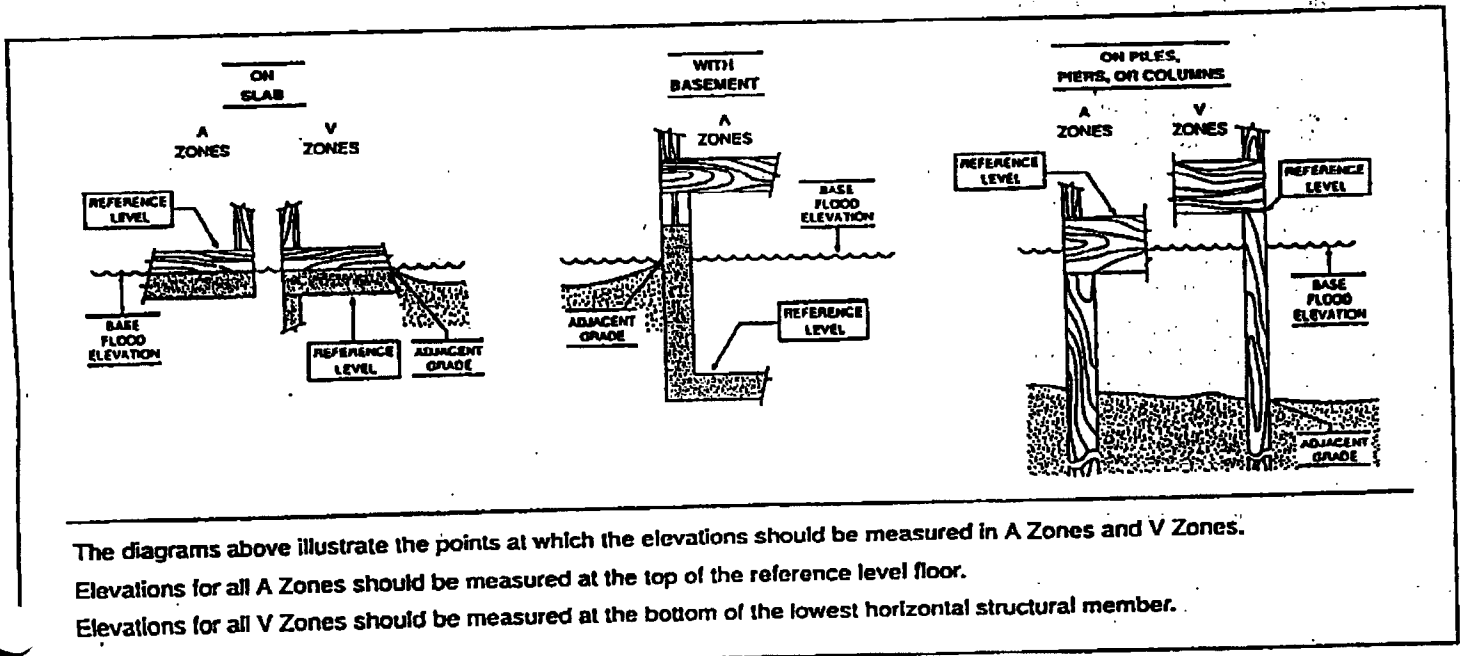 ON
SLAB
A
ZONES
V
ZONES
REFERENCE
LEVEL
BASE
FLOOD
ELEVATION
REFERENCE
LEVEL
ADJACENT
GRADE
WITH
BASEMENT
A
ZONES
BASE
FLOOD
ELEVATION
ADJACENT
GRADE
REFERENCE
LEVEL
ON PILES,
PIERS, OR COLUMNS
A
ZONES
V
ZONES
REFERENCE
LEVEL
REFERENCE
LEVEL
BASE
FLOOD
ELEVATION
ADJACENT
GRADE
The diagrams above illustrate the points at which the elevations should be measured in A Zones and V Zones.
Elevations for all A Zones should be measured at the top of the reference level floor.
Elevations for all V Zones should be measured at the bottom of the lowest horizontal structural member.